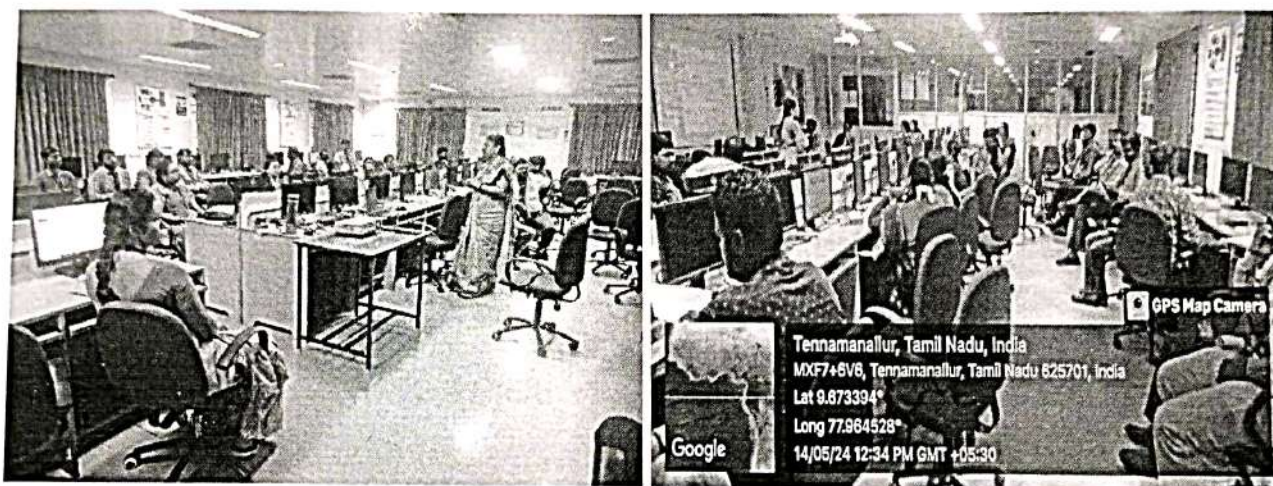 GPS Map Camera
Tennamanallur, Tamil Nadu, India
MXF7+6V6, Tennamanallur, Tamil Nadu 625701, India
Lat 9.673394°
Long 77.964528°
14/05/24 12:34 PM GMT +05:30
Google